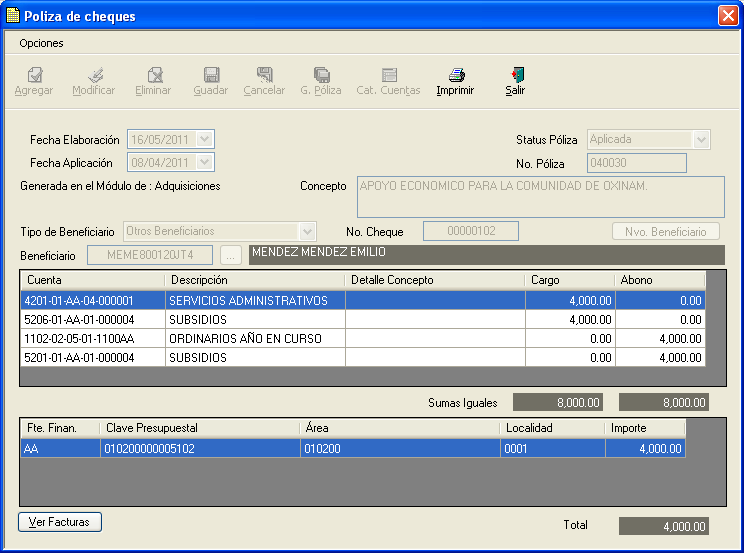 Poliza de cheques
Opciones
Agregar Modificar Eliminar Guadar Cancelar G. Póliza Cat. Cuentas Imprimir Salir
Fecha Elaboración 16/05/2011 Status Póliza Aplicada
Fecha Aplicación 08/04/2011 No. Póliza 040030
Generada en el Módulo de : Adquisiciones Concepto APOYO ECONOMICO PARA LA COMUNIDAD DE OXINAM.
Tipo de Beneficiario Otros Beneficiarios No. Cheque 00000102 Nvo. Beneficiario
Beneficiario MEME800120JT4 ... MENDEZ MENDEZ EMILIO
Cuenta Descripción Detalle Concepto Cargo Abono
4201-01-AA-04-000001 SERVICIOS ADMINISTRATIVOS 4,000.00 0.00
5206-01-AA-01-000004 SUBSIDIOS 4,000.00 0.00
1102-02-05-01-1100AA ORDINARIOS AÑO EN CURSO 0.00 4,000.00
5201-01-AA-01-000004 SUBSIDIOS 0.00 4,000.00
Sumas Iguales 8,000.00 8,000.00
Fte. Finan. Clave Presupuestal Área Localidad Importe
AA 010200000005102 010200 0001 4,000.00
Ver Facturas Total 4,000.00